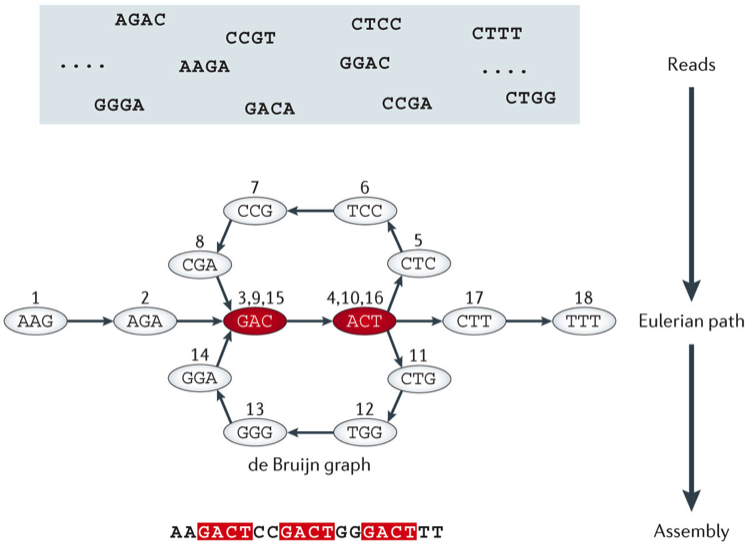 AGAC
CCGT
CTCC
CTTT
....
AAGA
GGAC
....
Reads
GGGA
GACA
CCGA
CTGG
7
6
CCG
TCC
8
5
CGA
CTC
1
2
3,9,15
4,10,16
17
18
AAG
AGA
GAC
ACT
CTT
TTT
Eulerian path
14
11
GGA
CTG
13
12
GGG
TGG
de Bruijn graph
AAGACTCCGACTGGGACTTT
Assembly